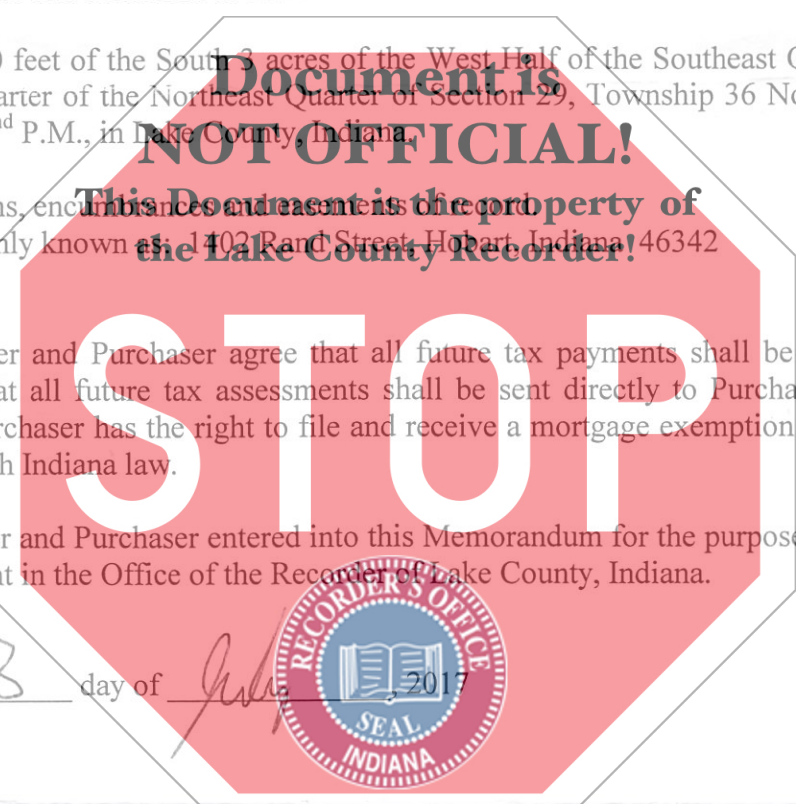 ) feet of the South 3 acres of the West Half of the Southeast
Document is
arter of the Northeast Quarter of Section 29, Township 36 No
nd P.M., in Lake County, Indiana.
NOT OFFICIAL!
ns, encumbrances and easements of record.
This Document is the property of
nly known as: 1402 Rand Street, Hobart, Indiana 46342
the Lake County Recorder!
STOP
er and Purchaser agree that all future tax payments shall be
at all future tax assessments shall be sent directly to Purcha
rchaser has the right to file and receive a mortgage exemption
h Indiana law.
r and Purchaser entered into this Memorandum for the purpose
nt in the Office of the Recorder of Lake County, Indiana.
day of July, 2017
RECORDER'S OFFICE
SEAL
INDIANA